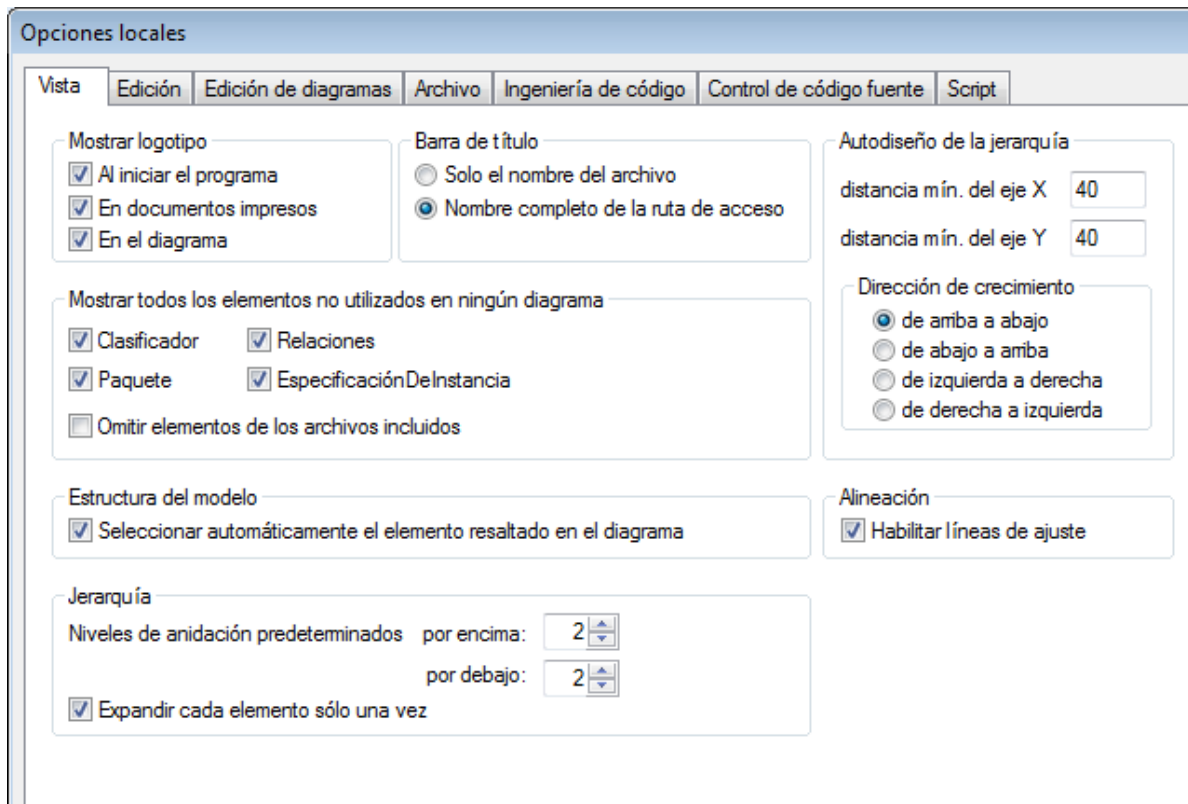 Opciones locales
Vista Edición Edición de diagramas Archivo Ingeniería de código Control de código fuente Script
Mostrar logotipo
Al iniciar el programa
En documentos impresos
En el diagrama
Barra de título
Solo el nombre del archivo
Nombre completo de la ruta de acceso
Autodiseño de la jerarquía
distancia mín. del eje X 40
distancia mín. del eje Y 40
Dirección de crecimiento
de arriba a abajo
de abajo a arriba
de izquierda a derecha
de derecha a izquierda
Mostrar todos los elementos no utilizados en ningún diagrama
Clasificador Relaciones
Paquete EspecificaciónDeInstancia
Omitir elementos de los archivos incluidos
Estructura del modelo
Seleccionar automáticamente el elemento resaltado en el diagrama
Alineación
Habilitar líneas de ajuste
Jerarquía
Niveles de anidación predeterminados por encima: 2
por debajo: 2
Expandir cada elemento sólo una vez